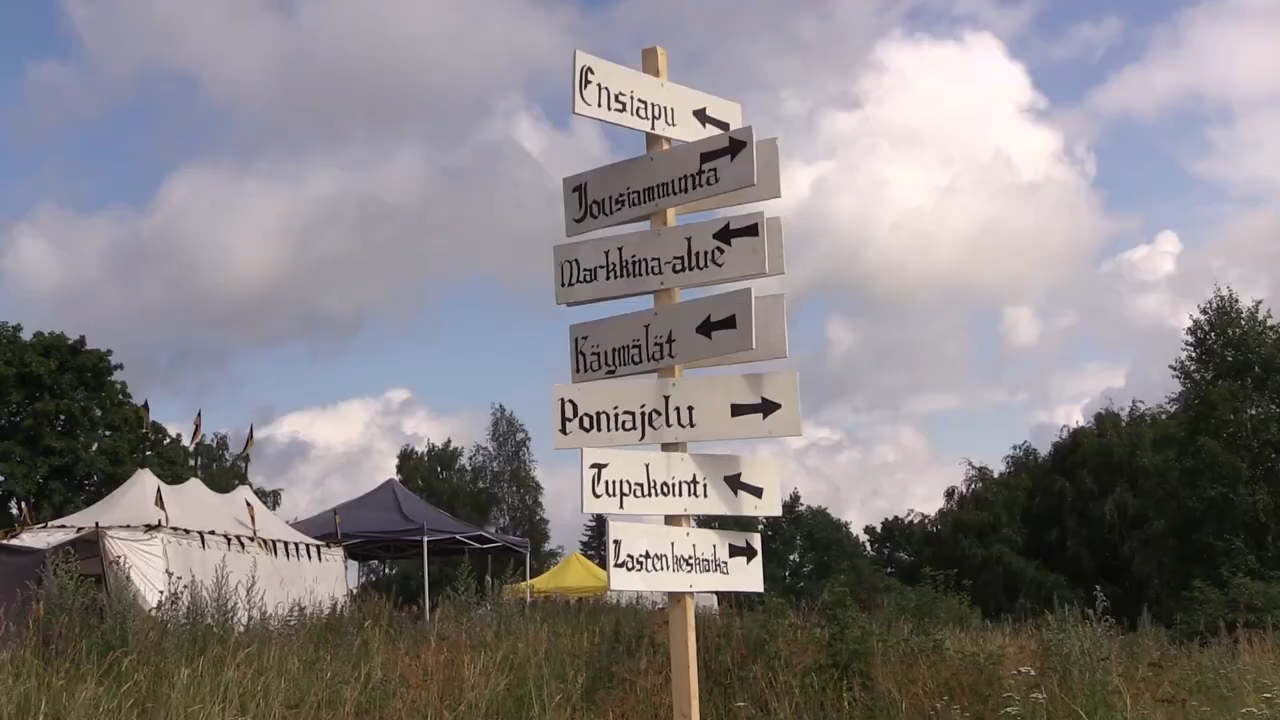 Ensiapu
Jousiammunta
Markkina-alue
Käymälät
Poniajelu
Tupakointi
Lasten keskiaika